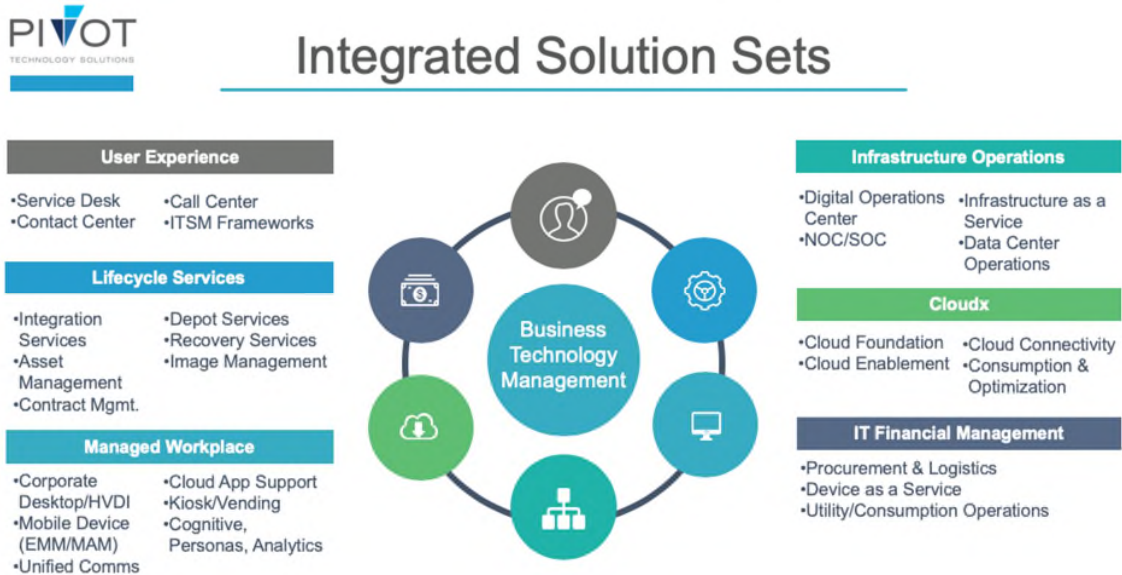 PIVOT
TECHNOLOGY SOLUTIONS
Integrated Solution Sets
User Experience
•Service Desk
•Contact Center
•Call Center
•ITSM Frameworks
Lifecycle Services
•Integration
Services
•Asset
Management
•Contract Mgmt.
•Depot Services
•Recovery Services
•Image Management
Managed Workplace
•Corporate
Desktop/HVDI
•Mobile Device
(EMM/MAM)
•Unified Comms
•Cloud App Support
•Kiosk/Vending
•Cognitive,
Personas, Analytics
$
Business
Technology
Management
Infrastructure Operations
•Digital Operations
Center
•NOC/SOC
•Infrastructure as a
Service
•Data Center
Operations
Cloudx
•Cloud Foundation
•Cloud Enablement
•Cloud Connectivity
•Consumption &
Optimization
IT Financial Management
•Procurement & Logistics
•Device as a Service
•Utility/Consumption Operations